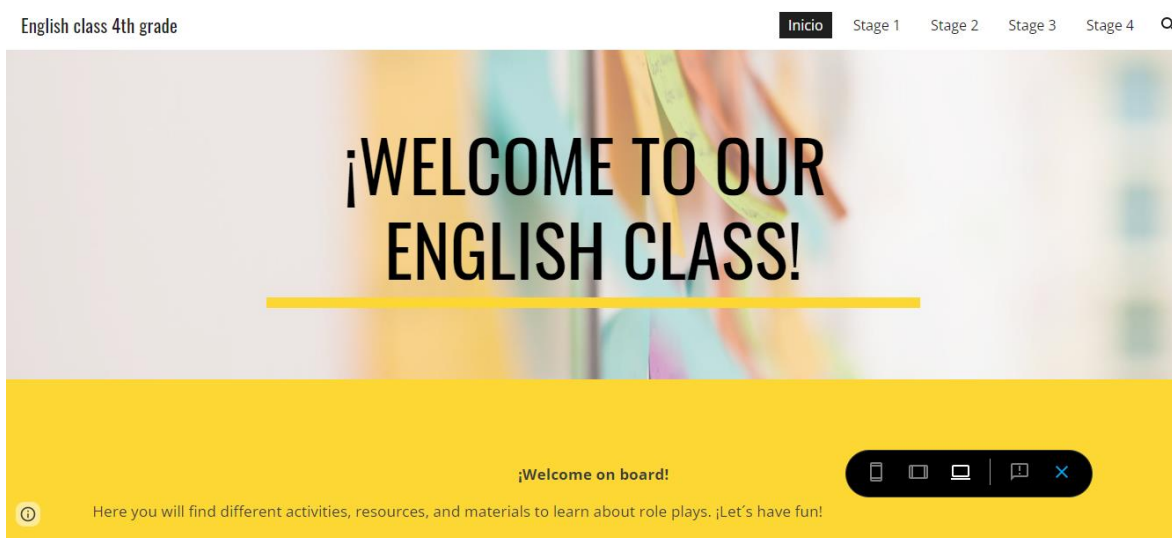 English class 4th grade
Inicio Stage 1 Stage 2 Stage 3 Stage 4
¡WELCOME TO OUR
ENGLISH CLASS!
¡Welcome on board!
Here you will find different activities, resources, and materials to learn about role plays. ¡Let´s have fun!